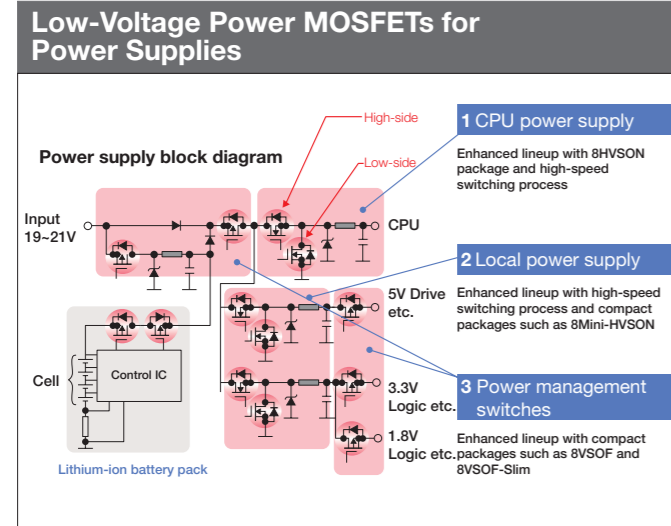 Low-Voltage Power MOSFETs for
Power Supplies
High-side
Low-side
Power supply block diagram
Input
19~21V
CPU
5V Drive
etc.
3.3V
Logic etc.
1.8V
Logic etc.
Cell
Control IC
Lithium-ion battery pack
1 CPU power supply
Enhanced lineup with 8HVSON
package and high-speed
switching process
2 Local power supply
Enhanced lineup with high-speed
switching process and compact
packages such as 8Mini-HVSON
3 Power management
switches
Enhanced lineup with compact
packages such as 8VSOF and
8VSOF-Slim